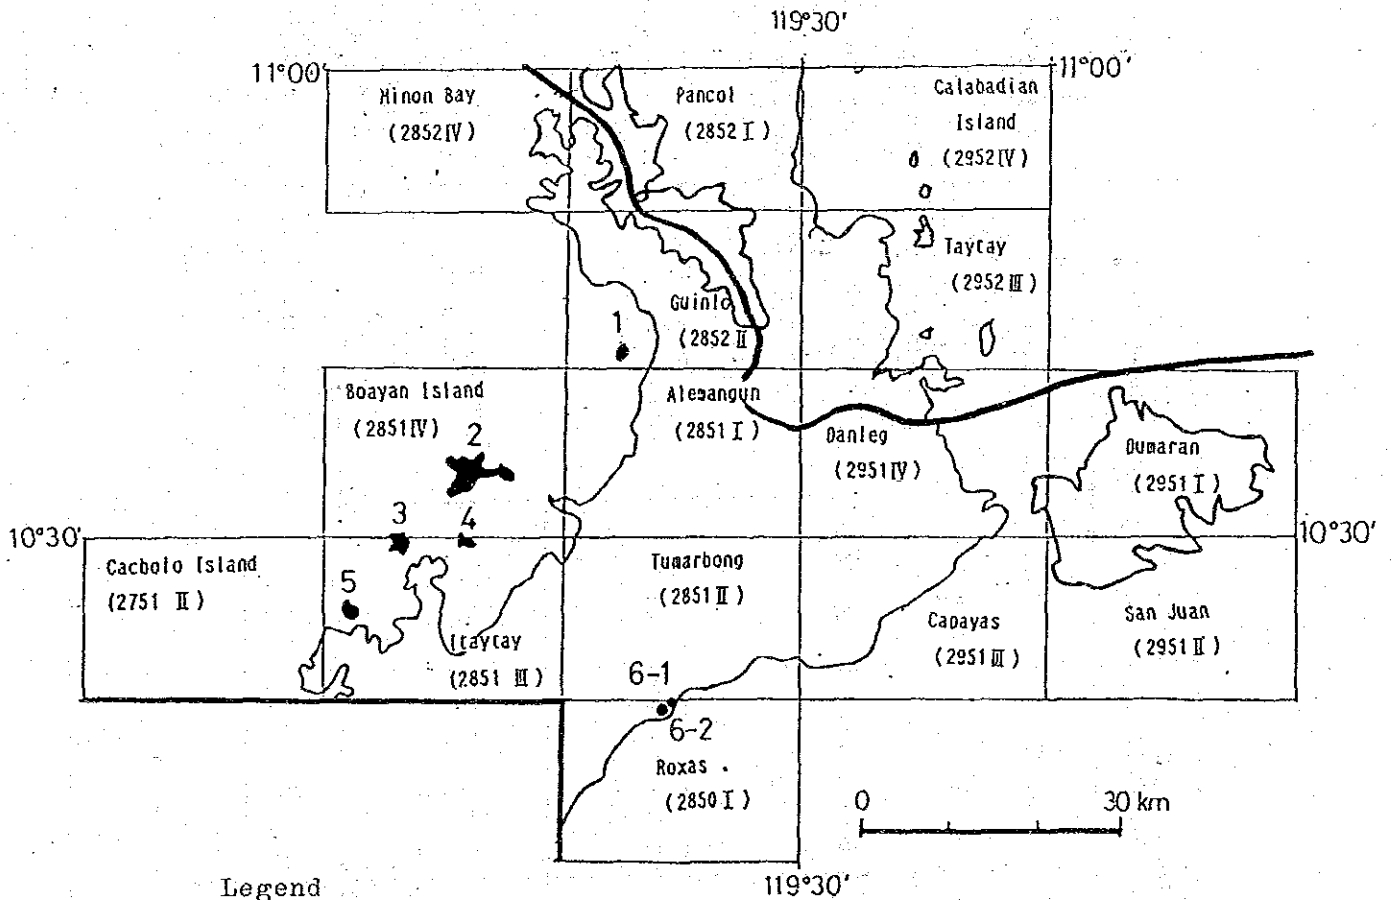 119°30'
11°00'
11°00'
Minon Bay
(2852 IV)
Pancol
(2852 I)
Calabadian
Island
(2952 IV)
Taytay
(2952 III)
1
Guinlo
(2852 II
Boayan Island
(2851 IV)
2
Alemangun
(2851 I)
Danleg
(2951 IV)
Dumaran
(2951 I)
10°30'
3
4
10°30'
Cacbolo Island
(2751 II)
5
Itaytay
(2851 III)
Tumarbong
(2851 II)
Capayas
(2951 III)
San Juan
(2951 II)
6-1
6-2
Roxas .
(2850 I)
0
30 km
119°30'
Legend